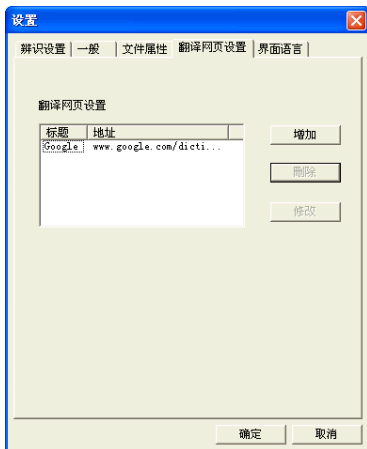 设置
辨识设置 一般 文件属性 翻译网页设置 界面语言
翻译网页设置
标题 地址
Google www.google.com/dicti...
增加
删除
修改
确定 取消